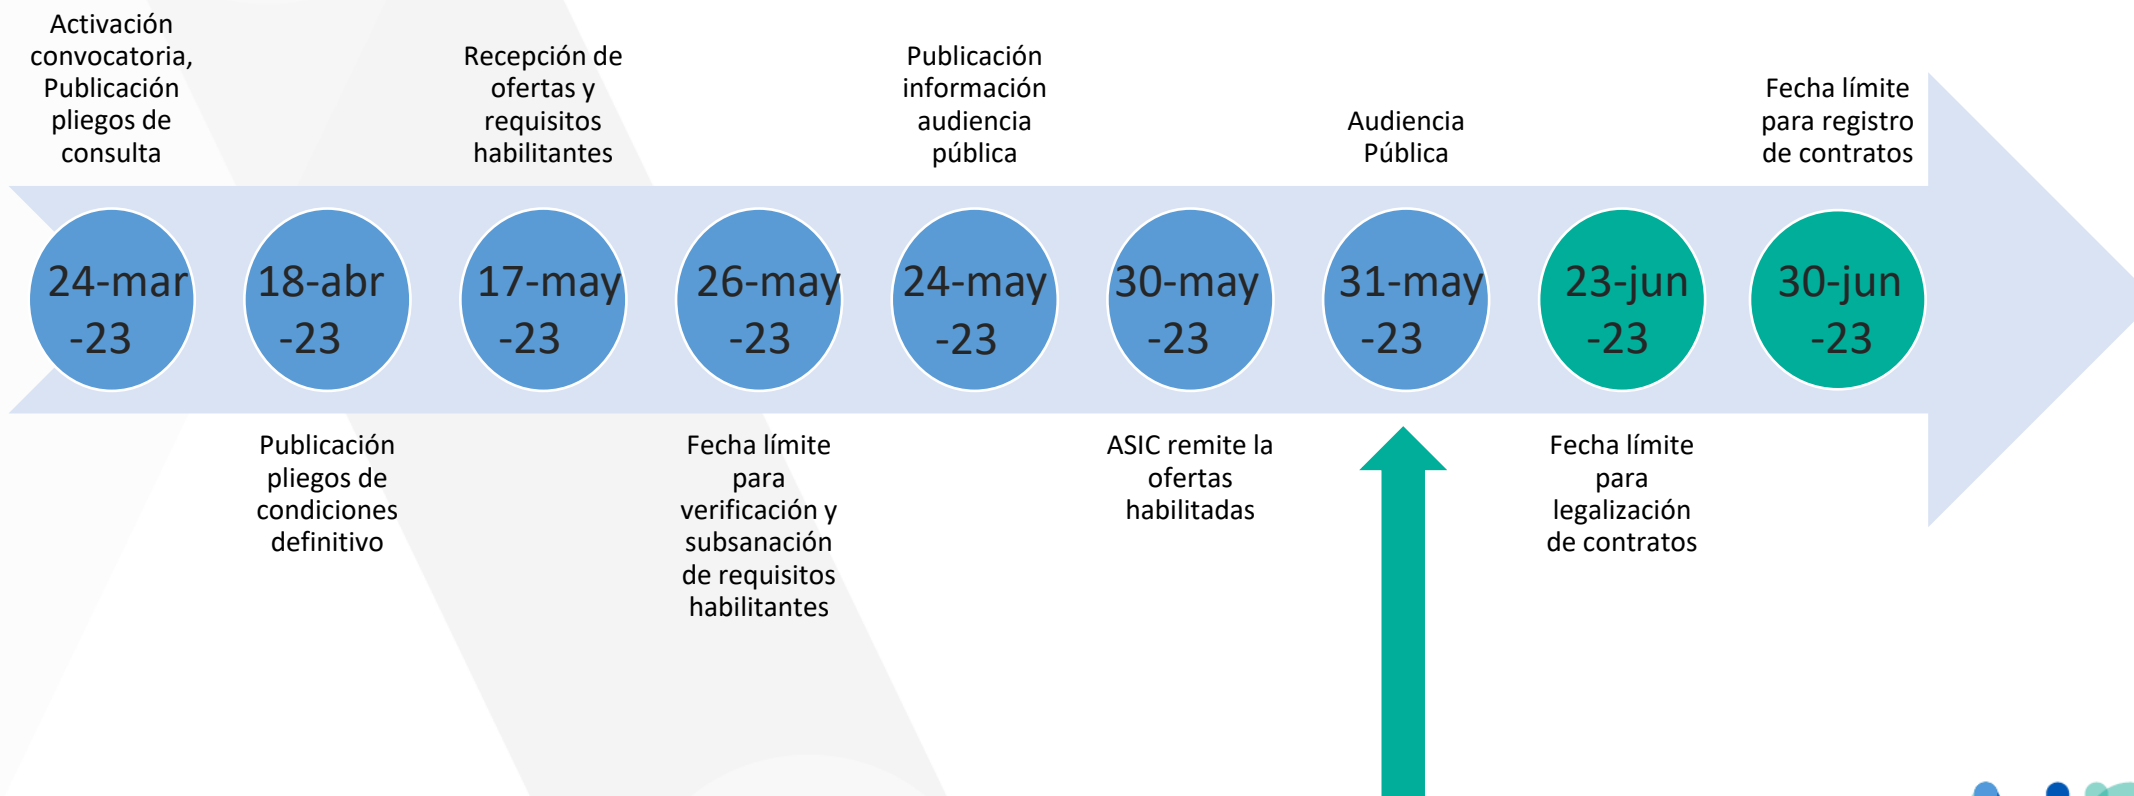 Activación
convocatoria,
Publicación
pliegos de
consulta
Recepción de
ofertas y
requisitos
habilitantes
Publicación
información
audiencia
pública
Audiencia
Pública
Fecha límite
para registro
de contratos
24-mar
-23
18-abr
-23
17-may
-23
26-may
-23
24-may
-23
30-may
-23
31-may
-23
23-jun
-23
30-jun
-23
Publicación
pliegos de
condiciones
definitivo
Fecha límite
para
verificación y
subsanación
de requisitos
habilitantes
ASIC remite la
ofertas
habilitadas
Fecha límite
para
legalización
de contratos